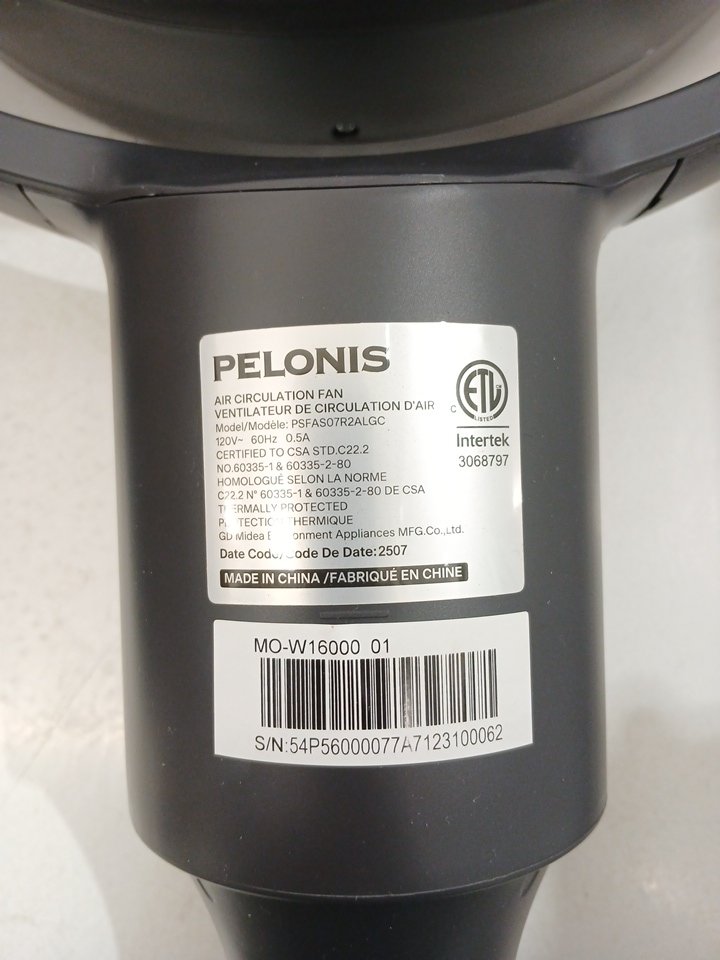 PELONIS
AIR CIRCULATION FAN
VENTILATEUR DE CIRCULATION D'AIR
Model/Modèle: PSFAS07R2ALGC
120V~ 60Hz 0.5A
CERTIFIED TO CSA STD.C22.2
NO.60335-1 & 60335-2-80
HOMOLOGUÉ SELON LA NORME
C22.2 N° 60335-1 & 60335-2-80 DE CSA
THERMALLY PROTECTED
PROTECTION THERMIQUE
GD Midea Environment Appliances MFG.Co.,Ltd.
Date Code/Code De Date:2507
MADE IN CHINA /FABRIQUÉ EN CHINE
C ETL CM
LISTED
Intertek
3068797
MO-W16000 01
S/N:54P56000077A7123100062